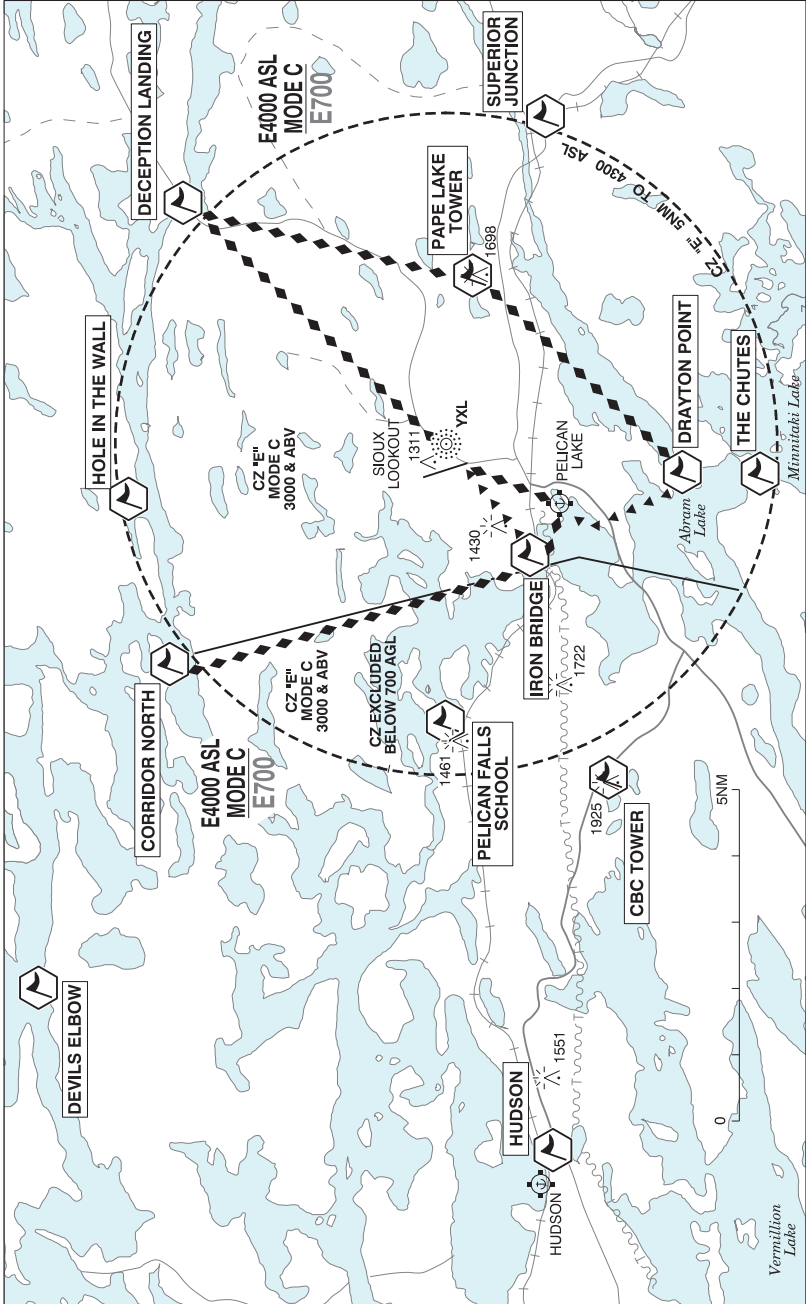 DEVILS ELBOW
CORRIDOR NORTH
HOLE IN THE WALL
DECEPTION LANDING
E4000 ASL
MODE C
E700
E4000 ASL
MODE C
E700
CZ "E"
MODE C
3000 & ABV
CZ "E"
MODE C
3000 & ABV
CZ EXCLUDED
BELOW 700 AGL
SIOUX
LOOKOUT
1311
YXL
PAPE LAKE
TOWER
1698
SUPERIOR
JUNCTION
CZ "E" 5NM TO 4300 ASL
1461
PELICAN FALLS
SCHOOL
1430
IRON BRIDGE
1722
PELICAN
LAKE
HUDSON
HUDSON
1551
1925
CBC TOWER
Abram
Lake
DRAYTON POINT
THE CHUTES
Minnitaki Lake
0
5NM
Vermillion
Lake